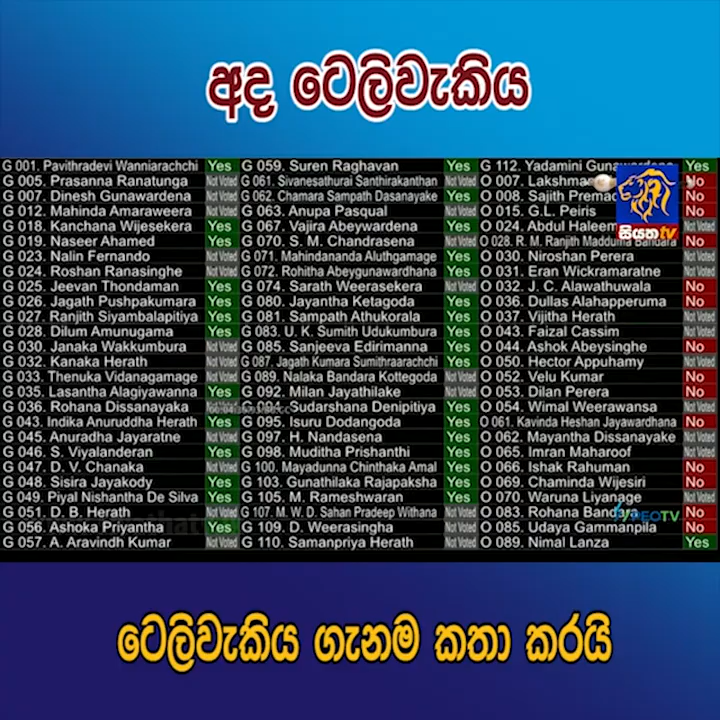 අද ටෙලිවැකිය
G 001. Pavithradevi Wanniarachchi Yes
G 005. Prasanna Ranatunga Not Voted
G 007. Dinesh Gunawardena Not Voted
G 012. Mahinda Amaraweera Not Voted
G 018. Kanchana Wijesekera Yes
G 019. Naseer Ahamed Yes
G 023. Nalin Fernando Not Voted
G 024. Roshan Ranasinghe Not Voted
G 025. Jeevan Thondaman Yes
G 026. Jagath Pushpakumara Yes
G 027. Ranjith Siyambalapitiya Yes
G 028. Dilum Amunugama Yes
G 030. Janaka Wakkumbura Not Voted
G 032. Kanaka Herath Not Voted
G 033. Thenuka Vidanagamage Not Voted
G 035. Lasantha Alagiyawanna Yes
G 036. Rohana Dissanayaka
G 043. Indika Anuruddha Herath Yes
G 045. Anuradha Jayaratne Not Voted
G 046. S. Viyalanderan Yes
G 047. D. V. Chanaka Not Voted
G 048. Sisira Jayakody Yes
G 049. Piyal Nishantha De Silva Yes
G 051. D. B. Herath Not Voted
G 056. Ashoka Priyantha Yes
G 057. A. Aravindh Kumar Not Voted
G 059. Suren Raghavan Yes
G 061. Sivanesathurai Santhirakanthan Not Voted
G 062. Chamara Sampath Dasanayake Yes
G 063. Anupa Pasqual Yes
G 067. Vajira Abeywardena Yes
G 070. S. M. Chandrasena Yes
G 071. Mahindananda Aluthgamage Yes
G 072. Rohitha Abeygunawardhana Yes
G 074. Sarath Weerasekera Yes
G 080. Jayantha Ketagoda Yes
G 081. Sampath Athukorala Yes
G 083. U. K. Sumith Udukumbura Yes
G 085. Sanjeeva Edirimanna Yes
G 087. Jagath Kumara Sumithraarachchi Yes
G 089. Nalaka Bandara Kottegoda Not Voted
G 092. Milan Jayathilake Not Voted
G 094. Sudarshana Denipitiya Yes
G 095. Isuru Dodangoda Yes
G 097. H. Nandasena Yes
G 098. Muditha Prishanthi Yes
G 100. Mayadunna Chinthaka Amal Yes
G 103. Gunathilaka Rajapaksha Yes
G 105. M. Rameshwaran Yes
G 107. M. W. D. Sahan Pradeep Withana Not Voted
G 109. D. Weerasingha Yes
G 110. Samanpriya Herath Not Voted
G 112. Yadamini Gunawardena Yes
O 007. Lakshman No
O 008. Sajith Premad No
O 015. G.L. Peiris No
O 024. Abdul Haleem
O 028. R. M. Ranjith Madduma Bandara No
O 030. Niroshan Perera Not Voted
O 031. Eran Wickramaratne Not Voted
O 032. J. C. Alawathuwala No
O 036. Dullas Alahapperuma No
O 037. Vijitha Herath Not Voted
O 043. Faizal Cassim Not Voted
O 044. Ashok Abeysinghe No
O 050. Hector Appuhamy Not Voted
O 052. Velu Kumar No
O 053. Dilan Perera No
O 054. Wimal Weerawansa Not Voted
O 061. Kavinda Heshan Jayawardhana No
O 062. Mayantha Dissanayake Not Voted
O 065. Imran Maharoof Not Voted
O 066. Ishak Rahuman No
O 069. Chaminda Wijesiri No
O 070. Waruna Liyanage Not Voted
O 083. Rohana Bandara No
O 085. Udaya Gammanpila No
O 089. Nimal Lanza Yes
සියත tv
PEOTV
ටෙලිවැකිය ගැනම කතා කරයි